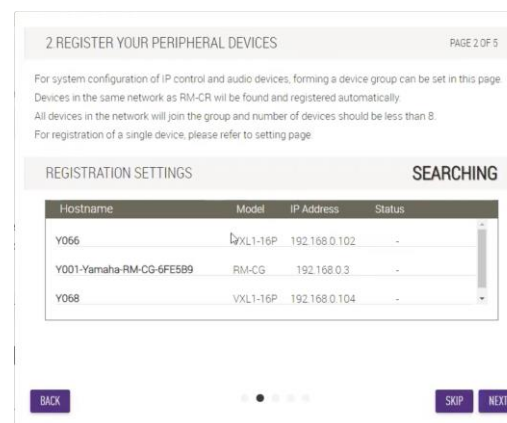 2 REGISTER YOUR PERIPHERAL DEVICES PAGE 2 OF 5
For system configuration of IP control and audio devices, forming a device group can be set in this page.
Devices in the same network as RM-CR wil be found and registered automatically.
All devices in the network will join the group and number of devices should be less than 8.
For registration of a single device, please refer to setting page
REGISTRATION SETTINGS SEARCHING
Hostname Model IP Address Status
Y066 VXL1-16P 192.168.0.102 -
Y001-Yamaha-RM-CG-6FE5B9 RM-CG 192.168.0.3 -
Y068 VXL1-16P 192.168.0.104 -
BACK SKIP NEXT